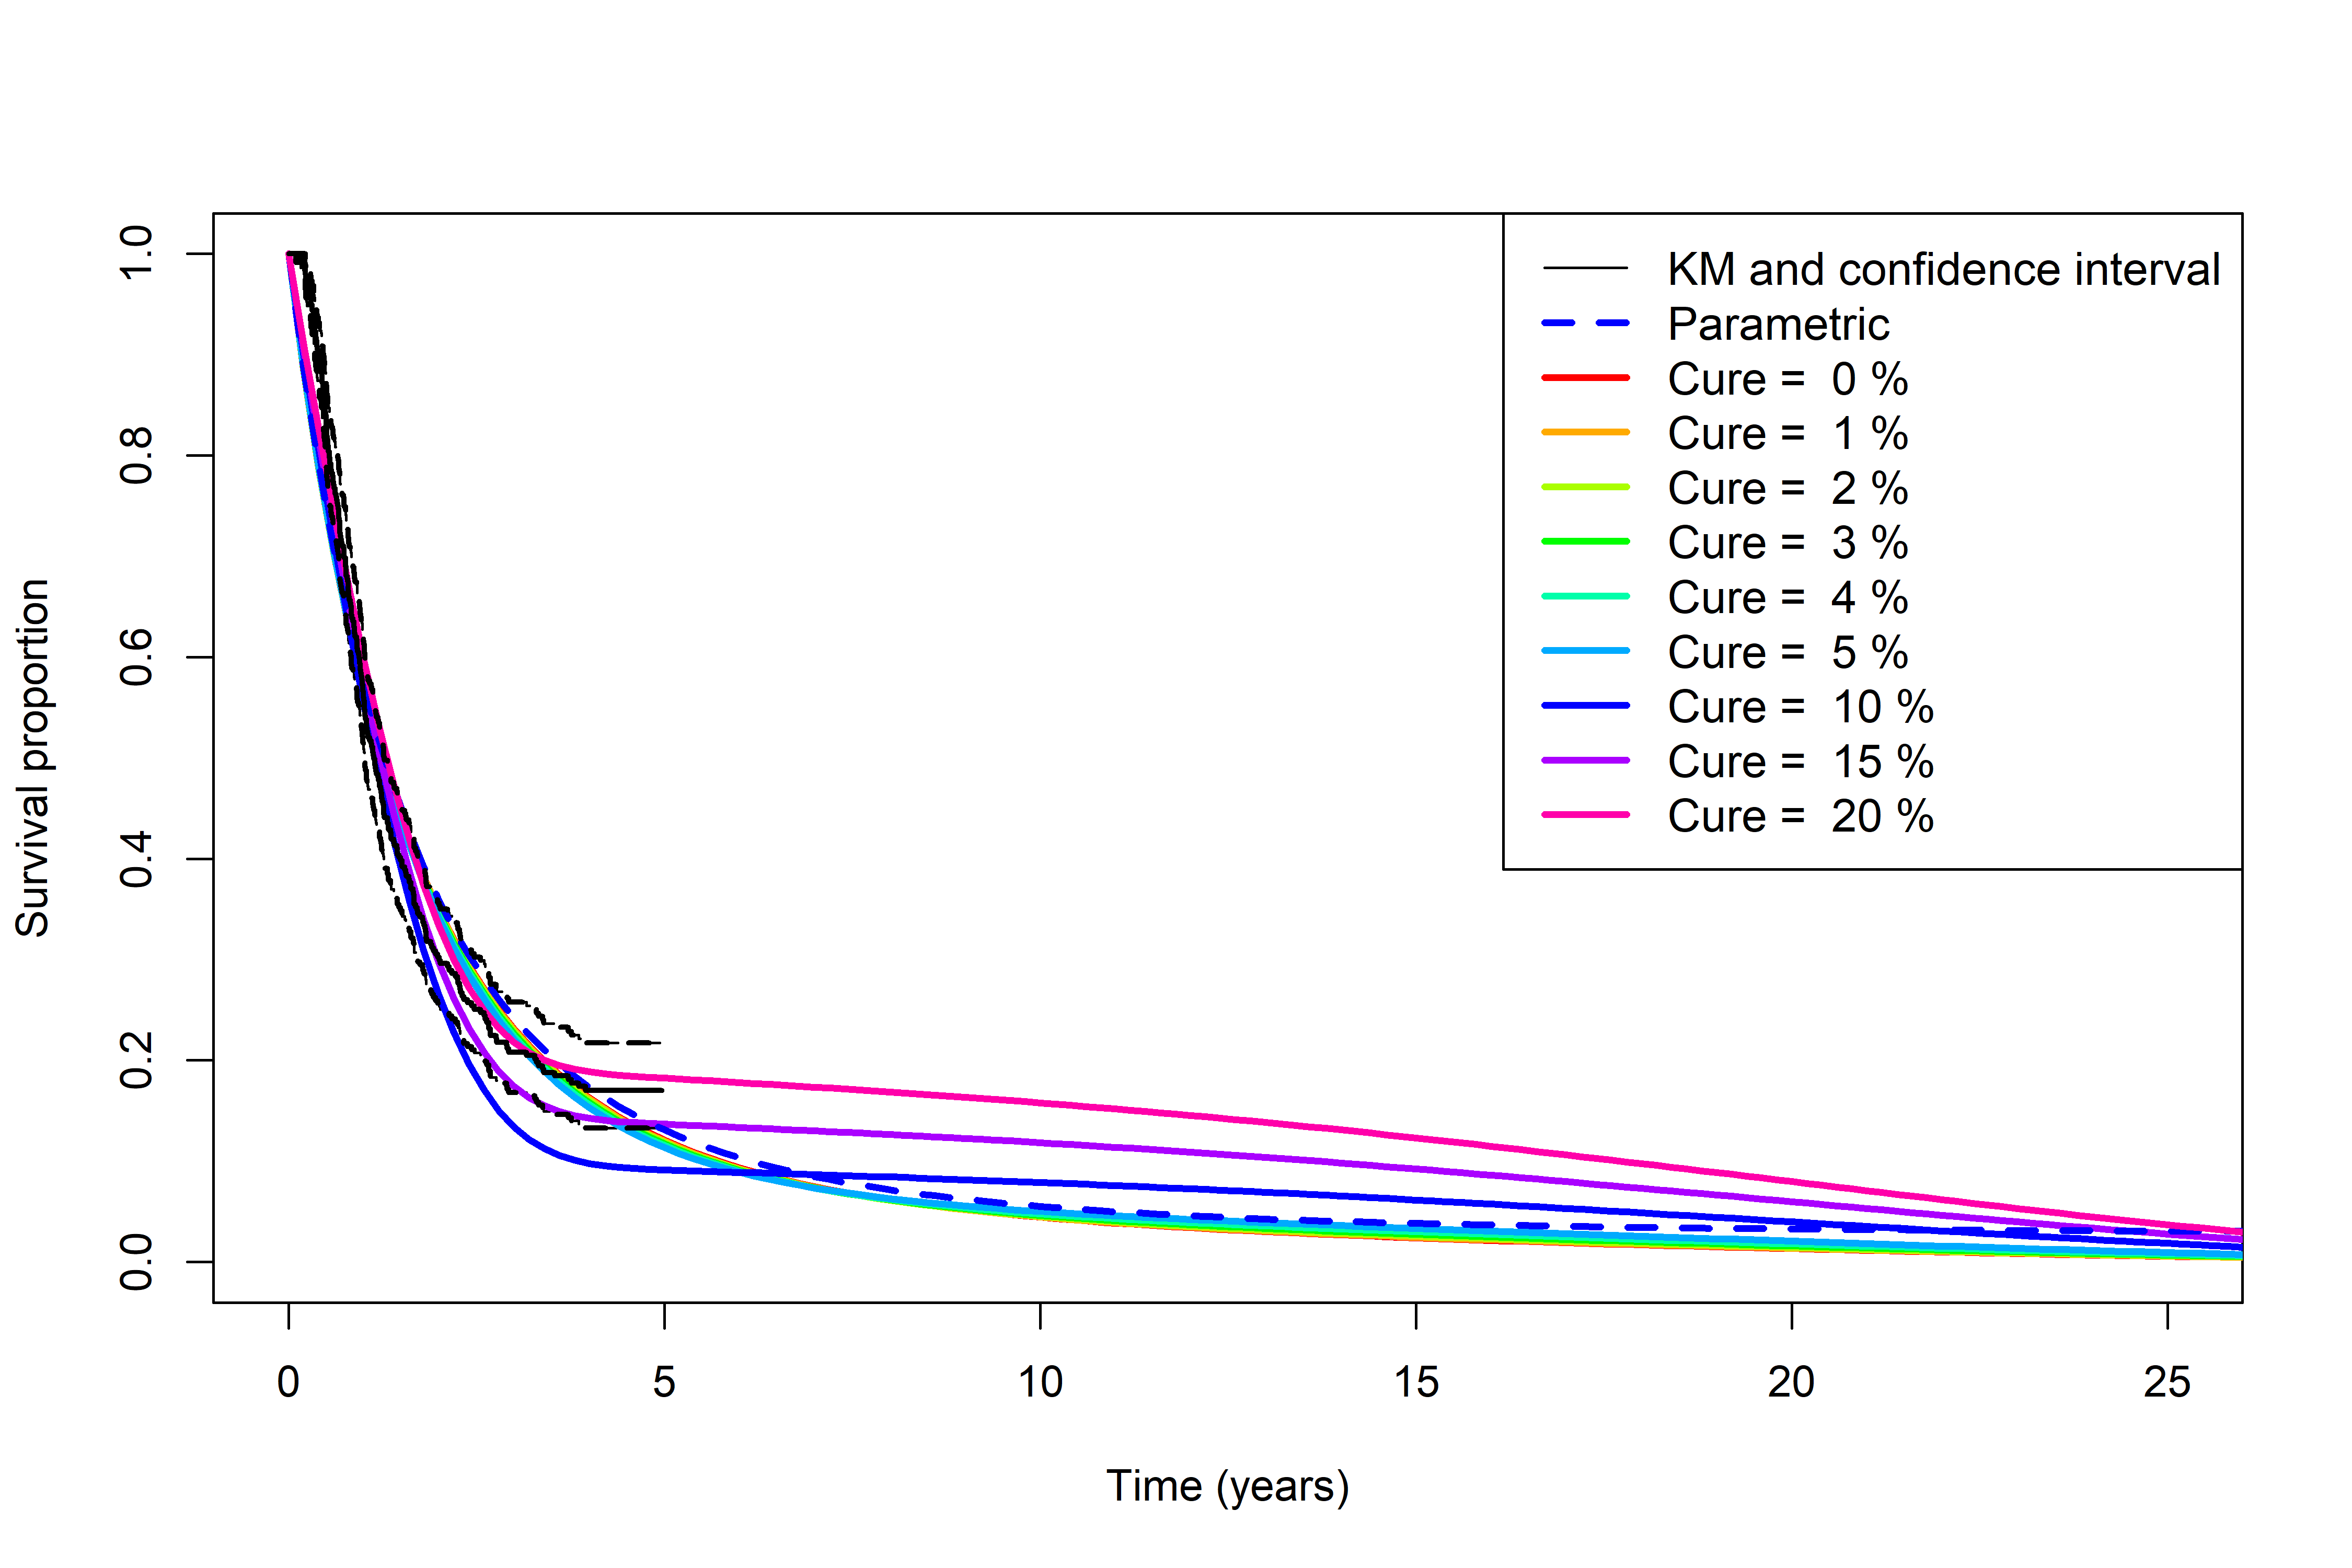 KM and confidence interval
Parametric
Cure = 0 %
Cure = 1 %
Cure = 2 %
Cure = 3 %
Cure = 4 %
Cure = 5 %
Cure = 10 %
Cure = 15 %
Cure = 20 %
Survival proportion
1.0
0.8
0.6
0.4
0.2
0.0
0 5 10 15 20 25
Time (years)